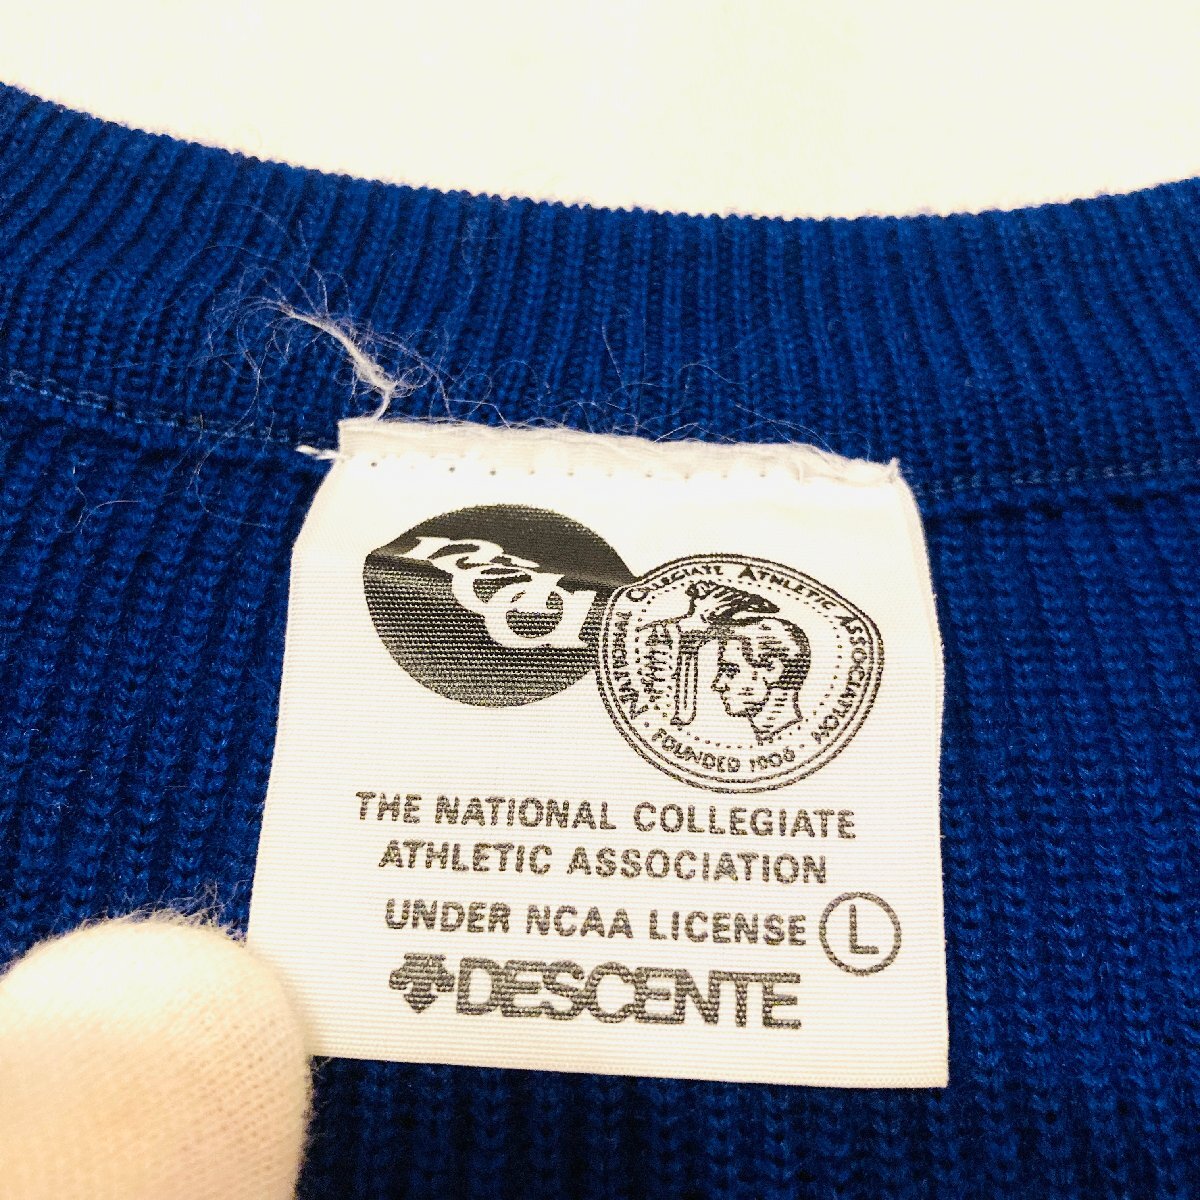 ncaa
NATIONAL COLLEGIATE ATHLETIC ASSOCIATION
· FOUNDED 1906 ·
THE NATIONAL COLLEGIATE
ATHLETIC ASSOCIATION
UNDER NCAA LICENSE L
DESCENTE